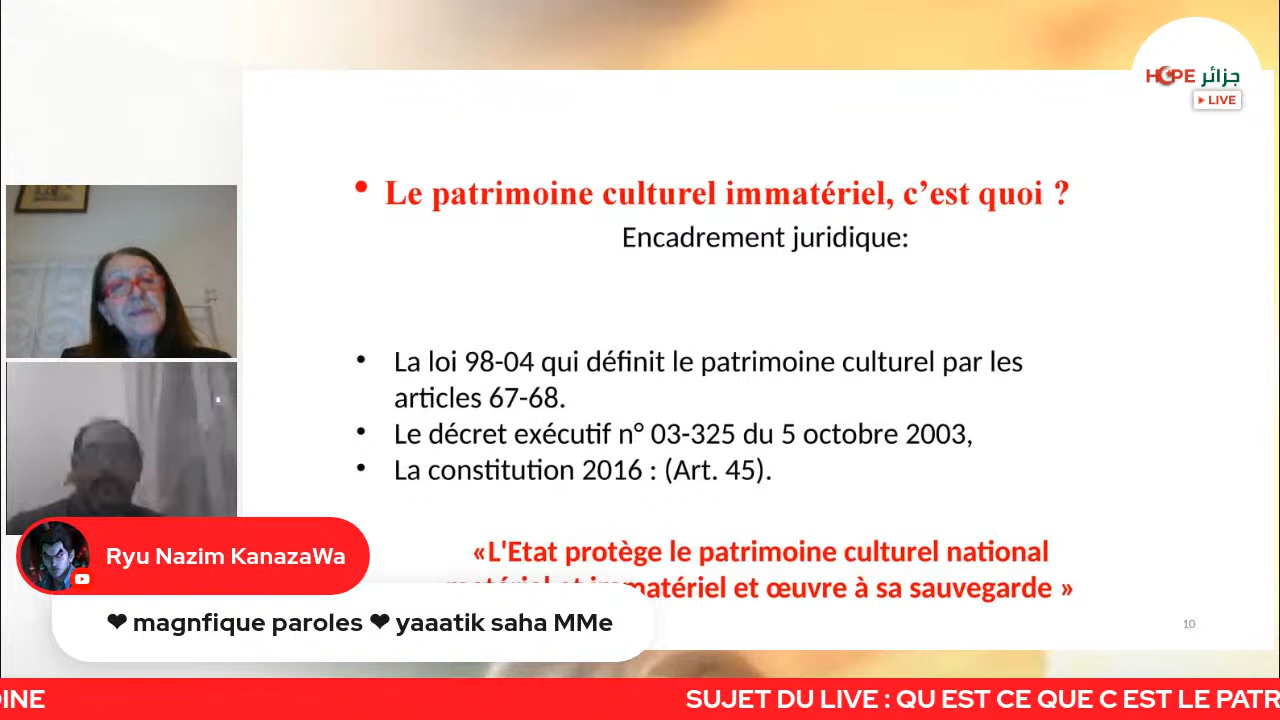 HOPE جزائر
LIVE
• Le patrimoine culturel immatériel, c’est quoi ?
Encadrement juridique:
• La loi 98-04 qui définit le patrimoine culturel par les
articles 67-68.
• Le décret exécutif n° 03-325 du 5 octobre 2003,
• La constitution 2016 : (Art. 45).
«L'Etat protège le patrimoine culturel national
matériel et immatériel et œuvre à sa sauvegarde »
10
Ryu Nazim KanazaWa
❤ magnfique paroles ❤ yaaatik saha MMe
OINE
SUJET DU LIVE : QU EST CE QUE C EST LE PATR